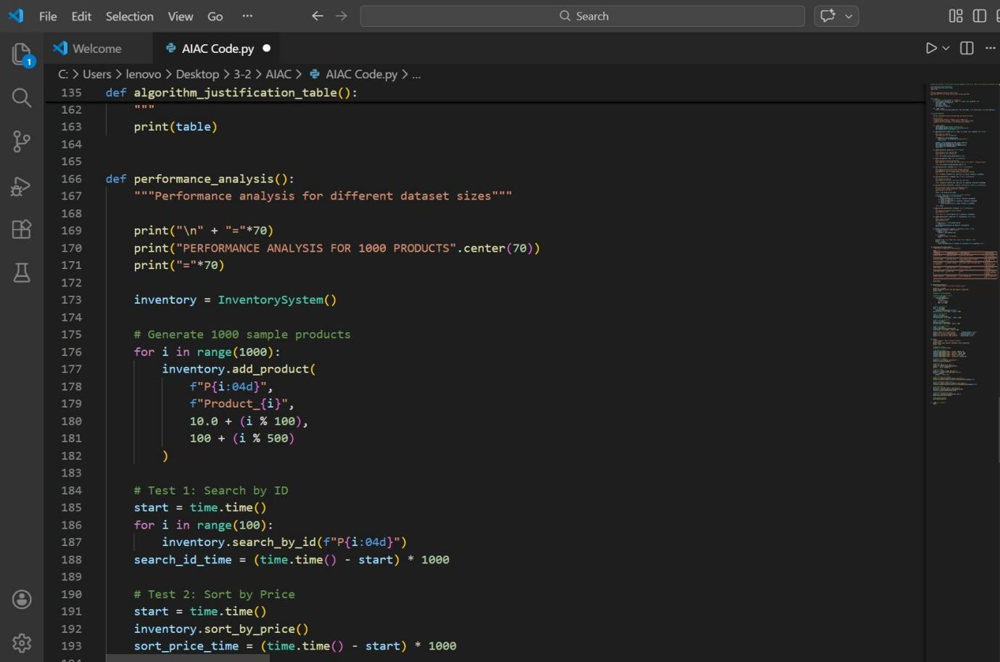 File Edit Selection View Go ···
Search
1
Welcome
AIAC Code.py
C: > Users > lenovo > Desktop > 3-2 > AIAC > AIAC Code.py > ...
135 def algorithm_justification_table():
162 """
163 print(table)
164
165
166 def performance_analysis():
167 """Performance analysis for different dataset sizes"""
168
169 print("\n" + "="*70)
170 print("PERFORMANCE ANALYSIS FOR 1000 PRODUCTS".center(70))
171 print("="*70)
172
173 inventory = InventorySystem()
174
175 # Generate 1000 sample products
176 for i in range(1000):
177 inventory.add_product(
178 f"P{i:04d}",
179 f"Product_{i}",
180 10.0 + (i % 100),
181 100 + (i % 500)
182 )
183
184 # Test 1: Search by ID
185 start = time.time()
186 for i in range(100):
187 inventory.search_by_id(f"P{i:04d}")
188 search_id_time = (time.time() - start) * 1000
189
190 # Test 2: Sort by Price
191 start = time.time()
192 inventory.sort_by_price()
193 sort_price_time = (time.time() - start) * 1000